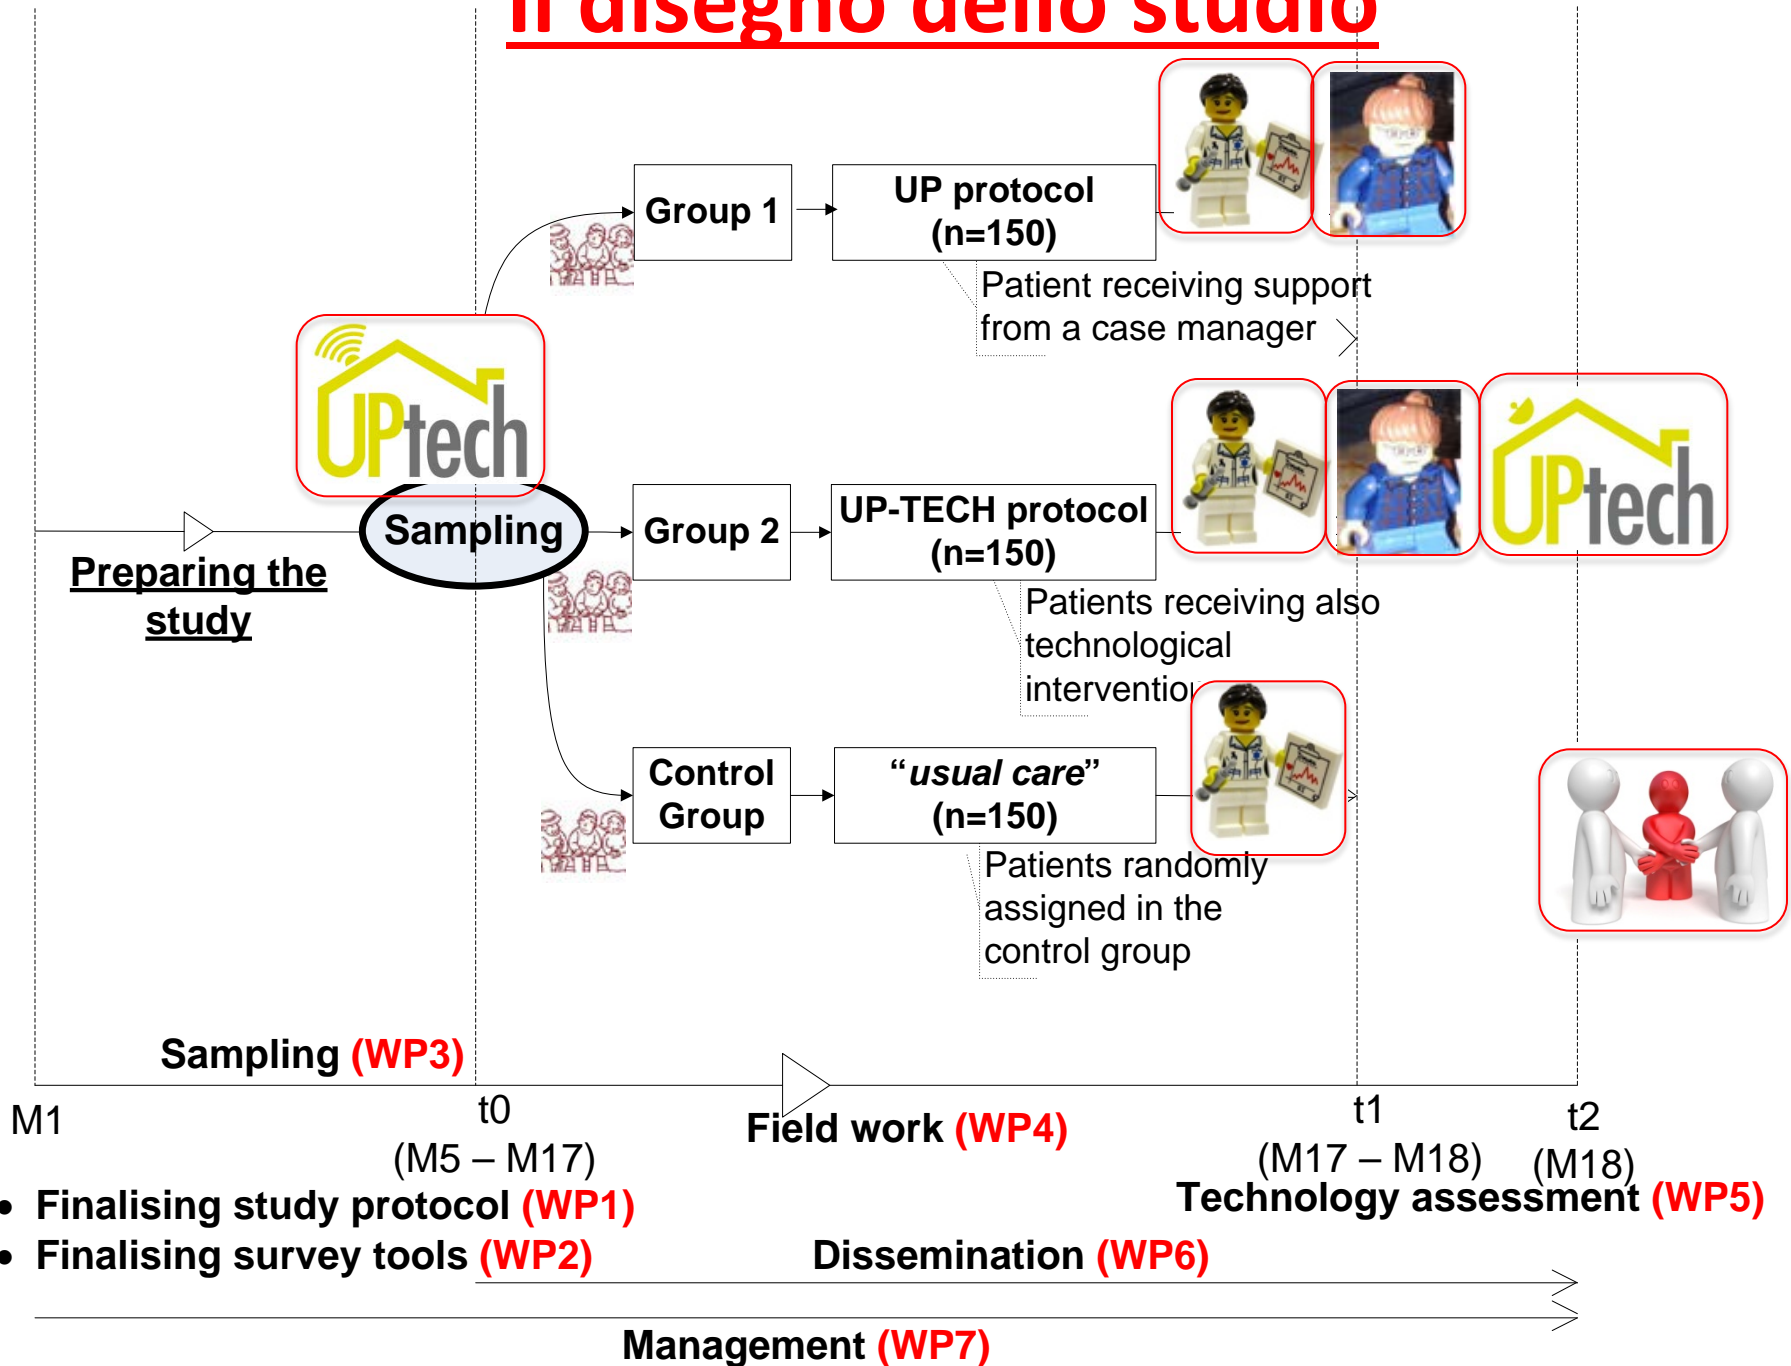 Il disegno dello studio
Group 1
UP protocol
(n=150)
Patient receiving support
from a case manager
UPtech
Sampling
Group 2
UP-TECH protocol
(n=150)
UPtech
Preparing the
study
Patients receiving also
technological
interventio
Control
Group
“usual care”
(n=150)
Patients randomly
assigned in the
control group
Sampling (WP3)
M1
t0
(M5 – M17)
Field work (WP4)
t1
(M17 – M18)
t2
(M18)
• Finalising study protocol (WP1)
• Finalising survey tools (WP2)
Technology assessment (WP5)
Dissemination (WP6)
Management (WP7)